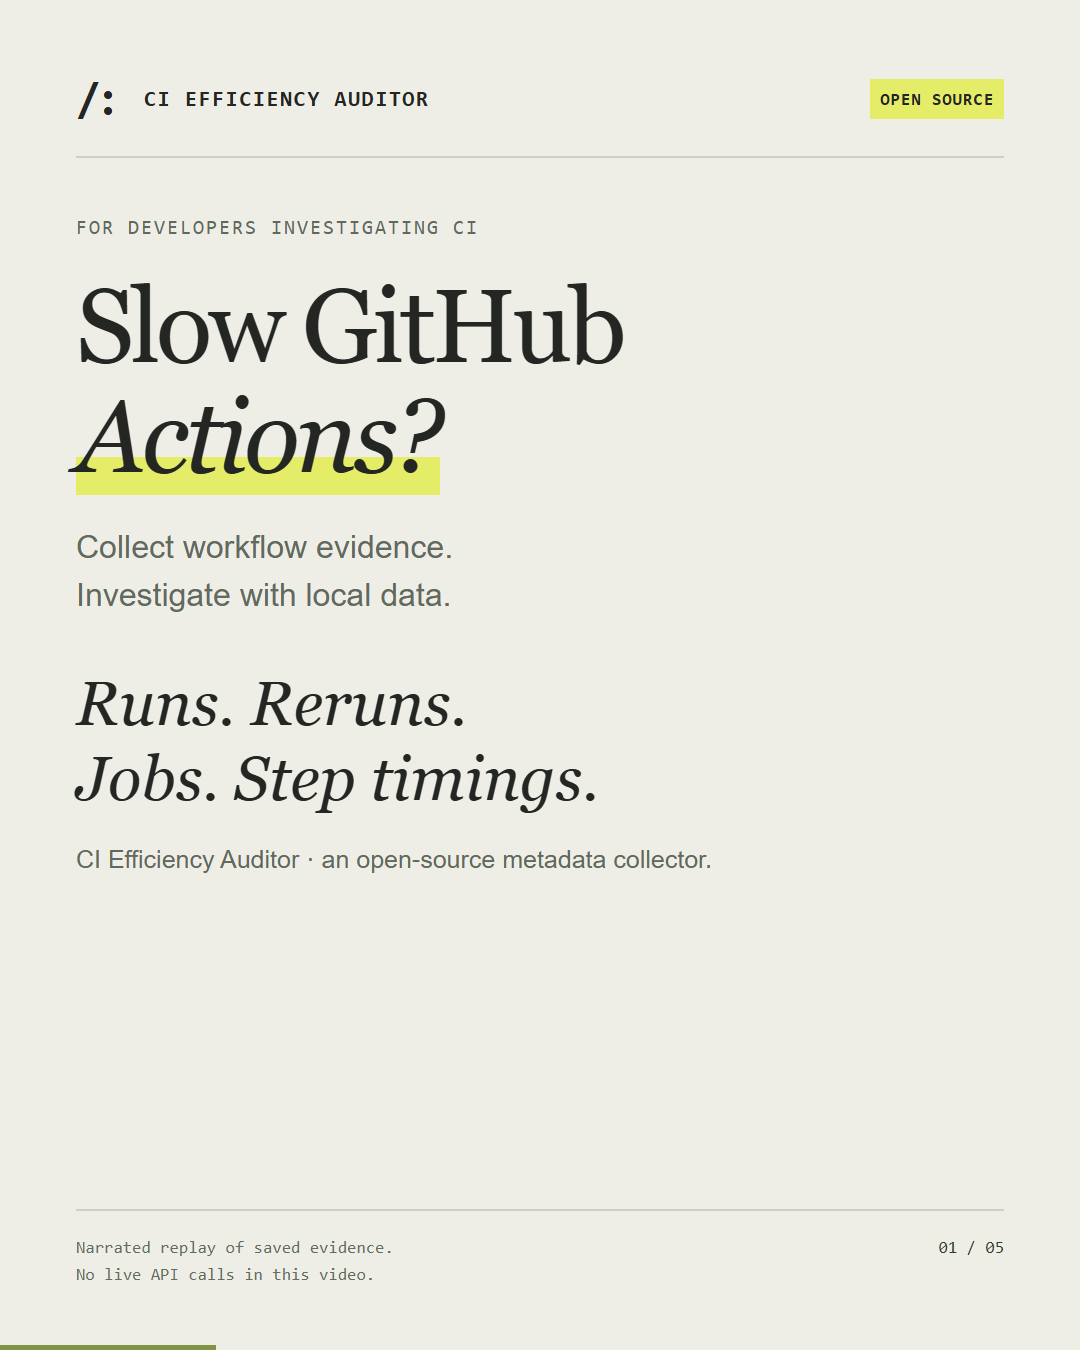 /: CI EFFICIENCY AUDITOR
OPEN SOURCE
FOR DEVELOPERS INVESTIGATING CI
Slow GitHub
Actions?
Collect workflow evidence.
Investigate with local data.
Runs. Reruns.
Jobs. Step timings.
CI Efficiency Auditor · an open-source metadata collector.
Narrated replay of saved evidence.
No live API calls in this video.
01 / 05